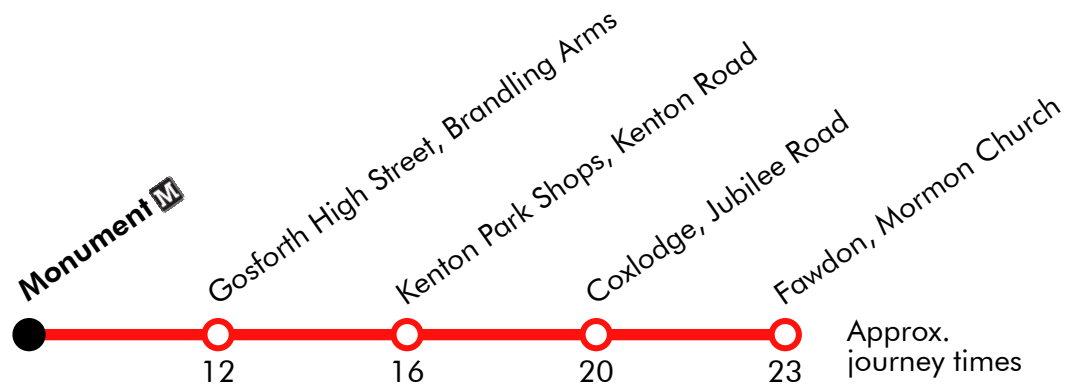 Monument M
Gosforth High Street, Brandling Arms
Kenton Park Shops, Kenton Road
Coxlodge, Jubilee Road
Fawdon, Mormon Church
12
16
20
23
Approx.
journey times